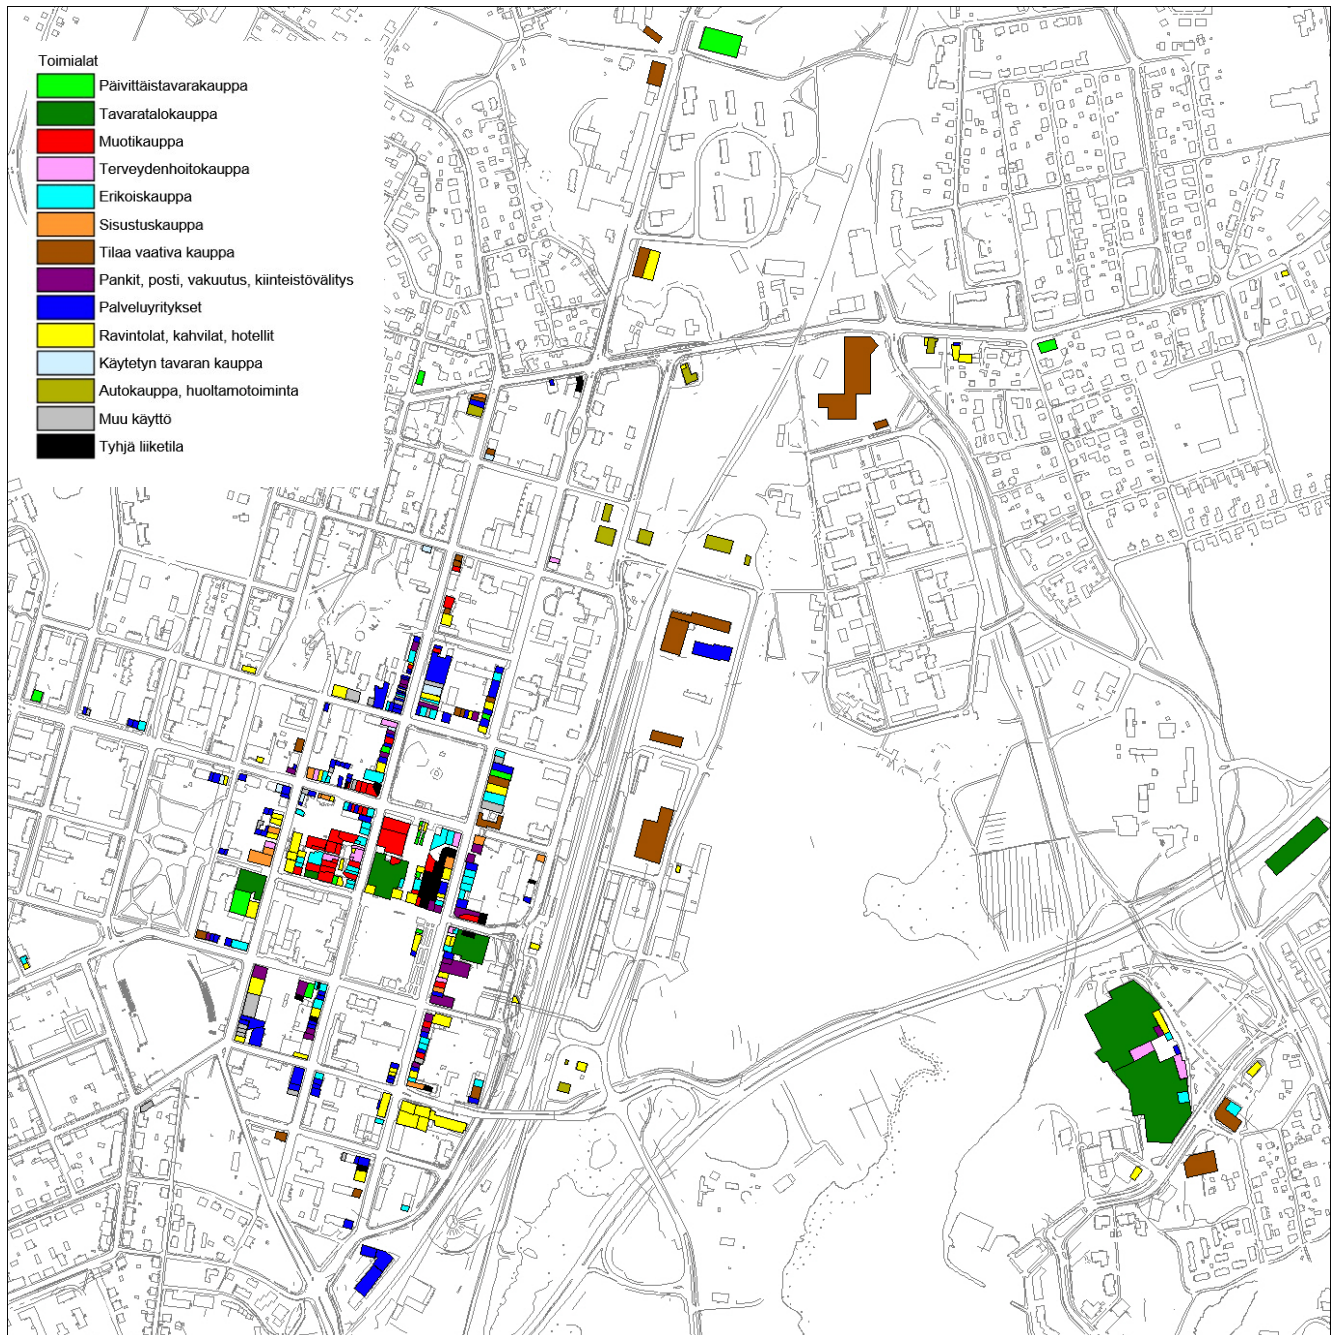 Toimialat
Päivittäistavarakauppa
Tavaratalokauppa
Muotikauppa
Terveydenhoitokauppa
Erikoiskauppa
Sisustuskauppa
Tilaa vaativa kauppa
Pankit, posti, vakuutus, kiinteistövälitys
Palveluyritykset
Ravintolat, kahvilat, hotellit
Käytetyn tavaran kauppa
Autokauppa, huoltamotoiminta
Muu käyttö
Tyhjä liiketila